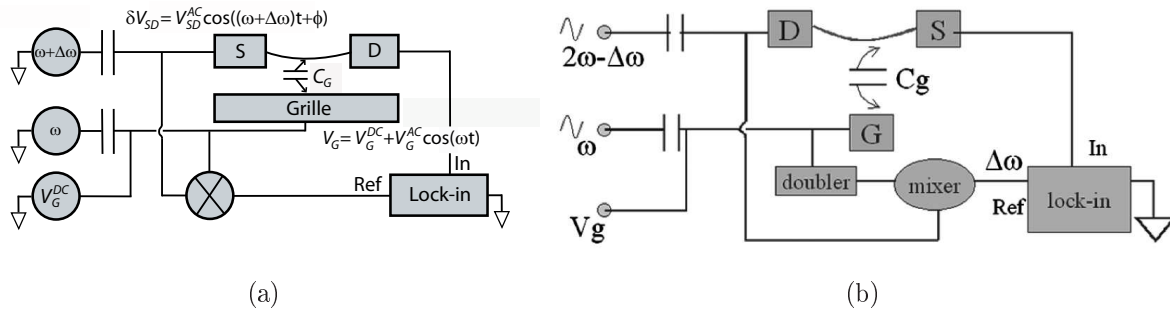 δV_SD = V_SD^AC cos((ω+Δω)t+ϕ)
ω+Δω
S
D
C_G
Grille
ω
V_G = V_G^DC + V_G^AC cos(ωt)
In
V_G^DC
Ref
Lock-in
(a)
D
S
2ω-Δω
Cg
ω
G
In
doubler
mixer
Δω
Ref
lock-in
Vg
(b)